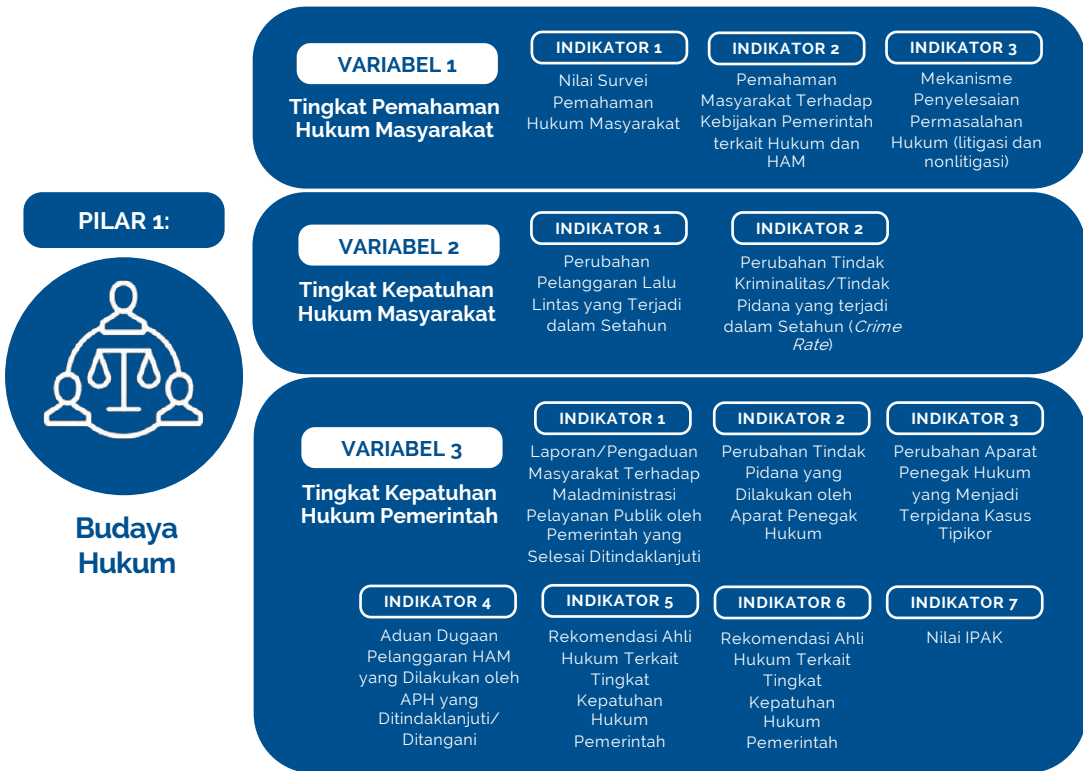 PILAR 1:
Budaya
Hukum
VARIABEL 1
Tingkat Pemahaman
Hukum Masyarakat
INDIKATOR 1
Nilai Survei
Pemahaman
Hukum Masyarakat
INDIKATOR 2
Pemahaman
Masyarakat Terhadap
Kebijakan Pemerintah
terkait Hukum dan
HAM
INDIKATOR 3
Mekanisme
Penyelesaian
Permasalahan
Hukum (litigasi dan
nonlitigasi)
VARIABEL 2
Tingkat Kepatuhan
Hukum Masyarakat
INDIKATOR 1
Perubahan
Pelanggaran Lalu
Lintas yang Terjadi
dalam Setahun
INDIKATOR 2
Perubahan Tindak
Kriminalitas/Tindak
Pidana yang terjadi
dalam Setahun (Crime
Rate)
VARIABEL 3
Tingkat Kepatuhan
Hukum Pemerintah
INDIKATOR 1
Laporan/Pengaduan
Masyarakat Terhadap
Maladministrasi
Pelayanan Publik oleh
Pemerintah yang
Selesai Ditindaklanjuti
INDIKATOR 2
Perubahan Tindak
Pidana yang
Dilakukan oleh
Aparat Penegak
Hukum
INDIKATOR 3
Perubahan Aparat
Penegak Hukum
yang Menjadi
Terpidana Kasus
Tipikor
INDIKATOR 4
Aduan Dugaan
Pelanggaran HAM
yang Dilakukan oleh
APH yang
Ditindaklanjuti/
Ditangani
INDIKATOR 5
Rekomendasi Ahli
Hukum Terkait
Tingkat
Kepatuhan
Hukum
Pemerintah
INDIKATOR 6
Rekomendasi Ahli
Hukum Terkait
Tingkat
Kepatuhan
Hukum
Pemerintah
INDIKATOR 7
Nilai IPAK